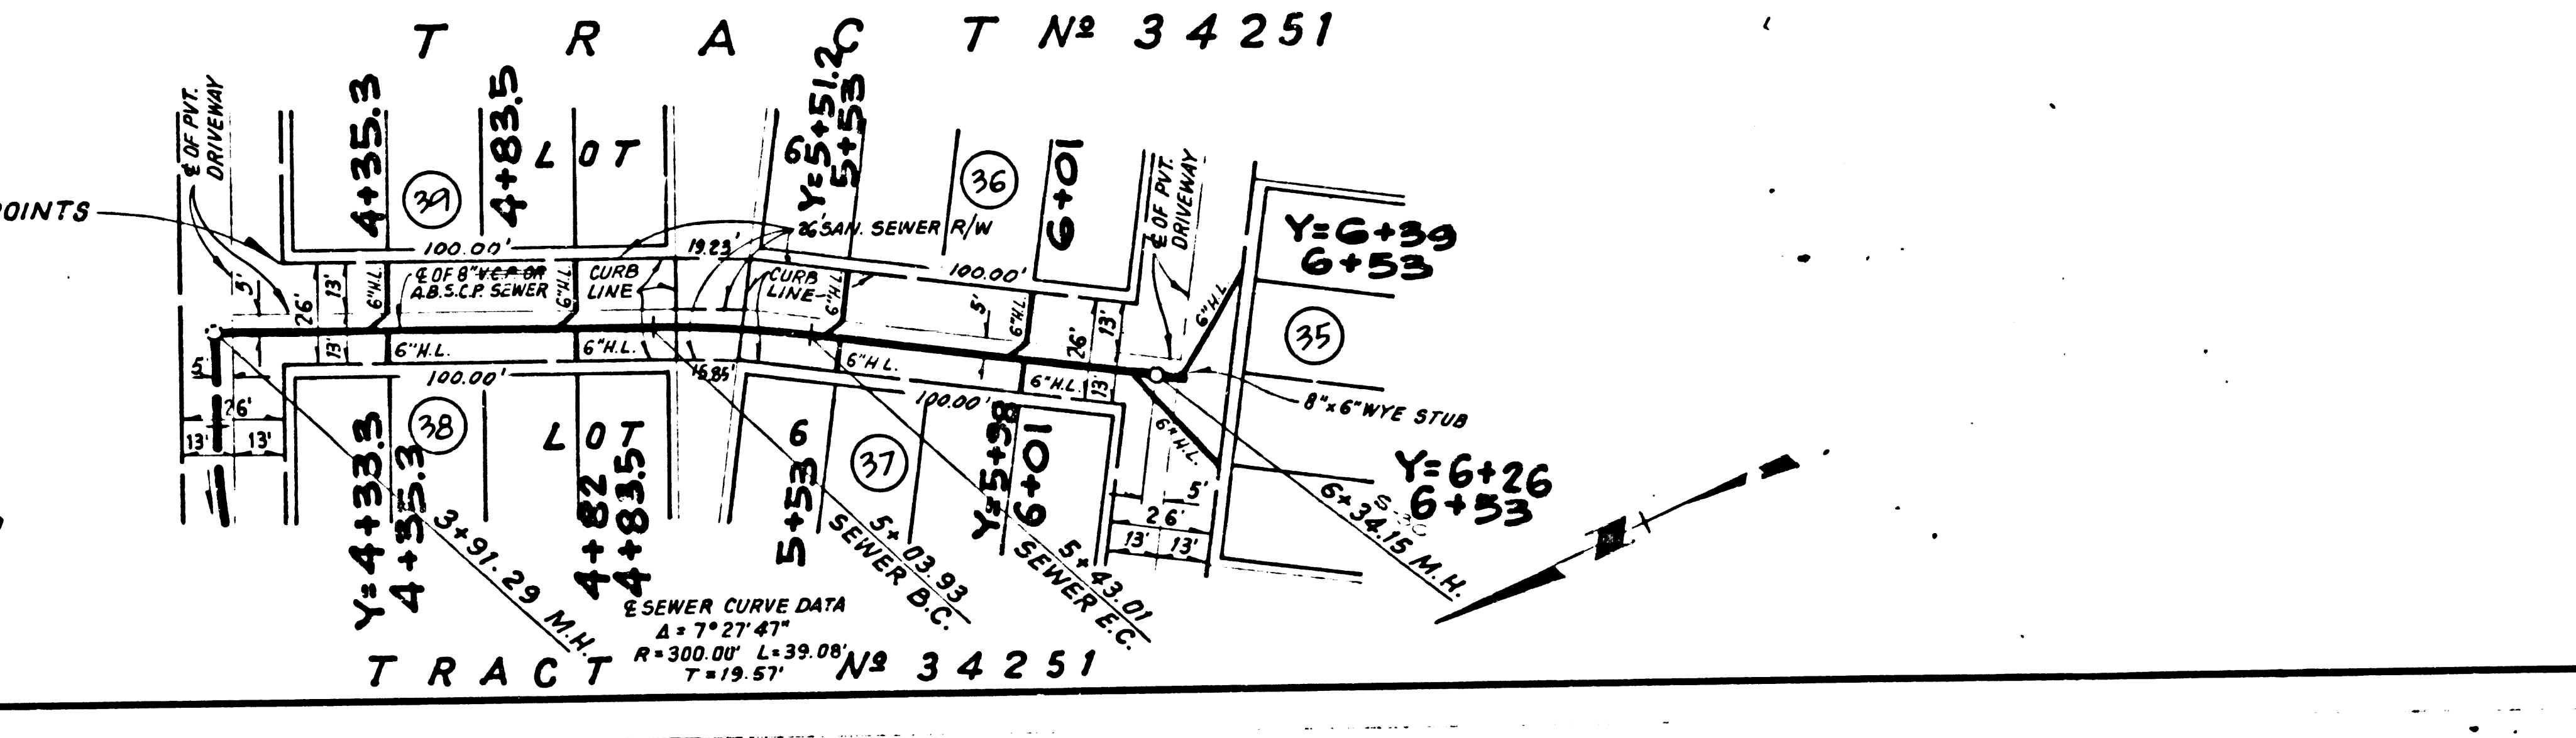 TRACT Nº 34251
℄ OF PVT.
DRIVEWAY
4+35.3
4+83.5
Y=5+51.2
5+53
6+01
℄ OF PVT.
DRIVEWAY
39
LOT
6
36
POINTS
100.00'
19.23'
26' SAN. SEWER R/W
100.00'
Y=6+39
6+53
℄ OF 8" V.C.P. OR
A.B.S.C.P. SEWER
CURB
LINE
CURB
LINE
6"H.L.
6"H.L.
6"H.L.
6"H.L.
6"H.L.
5'
26'
13'
13'
5'
26'
13'
13'
35
6"H.L.
6"H.L.
6"H.L.
6"H.L.
6"H.L.
5'
100.00'
15.85'
100.00'
8"x6" WYE STUB
26'
13'
13'
38
LOT
6
37
Y=4+33.3
4+35.3
4+82
4+83.5
5+53
Y=5+98
6+01
Y=6+26
6+53
5'
26'
13'
13'
3+91.29 M.H.
5+03.93
SEWER B.C.
5+43.01
SEWER E.C.
6+34.15 M.H.
℄ SEWER CURVE DATA
Δ=7°27'47"
R=300.00' L=39.08'
T=19.57'
TRACT Nº 34251